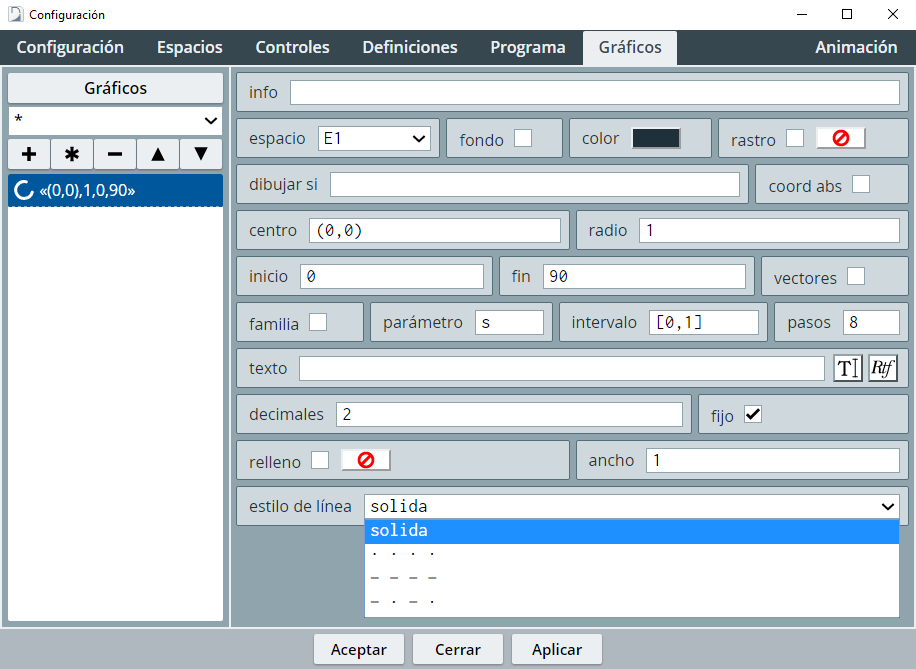 Configuración
Configuración Espacios Controles Definiciones Programa Gráficos Animación
Gráficos
*
+ * − ▲ ▼
«(0,0),1,0,90»
info
espacio E1 fondo color rastro
dibujar si coord abs
centro (0,0) radio 1
inicio 0 fin 90 vectores
familia parámetro s intervalo [0,1] pasos 8
texto T Rtf
decimales 2 fijo
relleno ancho 1
estilo de línea solida
solida
. . . .
– – – –
– . – .
Aceptar Cerrar Aplicar